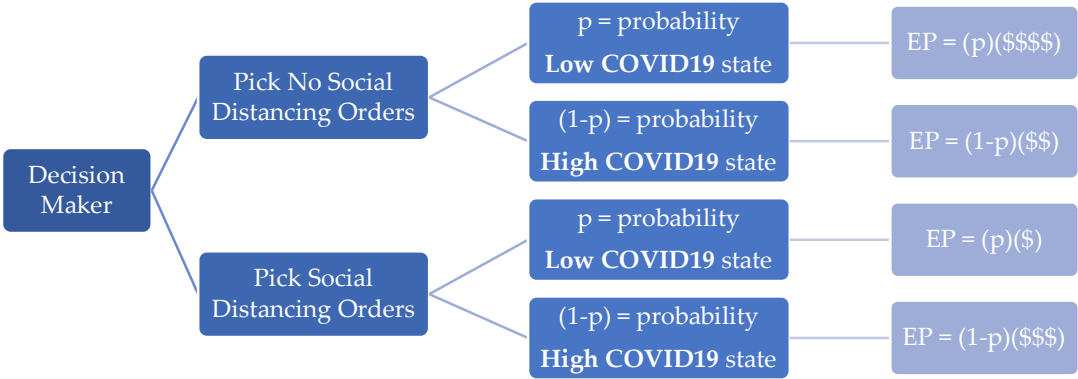 Decision
Maker
Pick No Social
Distancing Orders
p = probability
Low COVID19 state
EP = (p)($$$$)
(1-p) = probability
High COVID19 state
EP = (1-p)($$)
Pick Social
Distancing Orders
p = probability
Low COVID19 state
EP = (p)($)
(1-p) = probability
High COVID19 state
EP = (1-p)($$$)